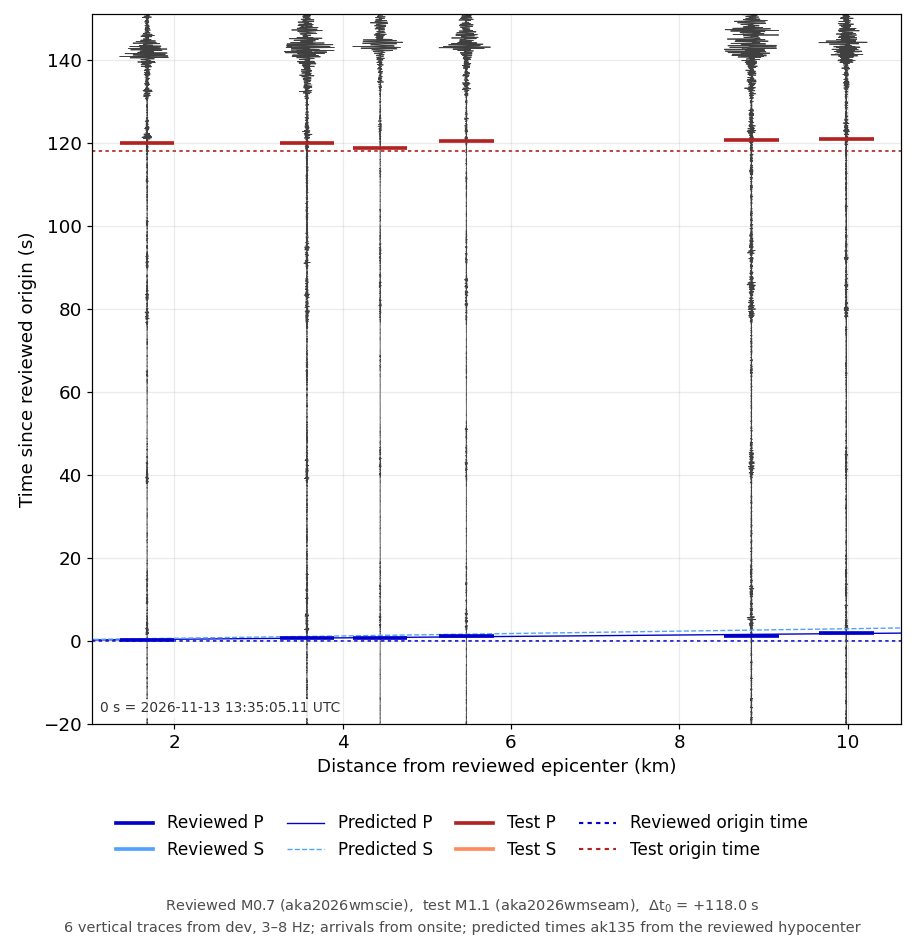 140
120
100
80
60
40
20
0
−20
Time since reviewed origin (s)
0 s = 2026-11-13 13:35:05.11 UTC
2 4 6 8 10
Distance from reviewed epicenter (km)
Reviewed P Predicted P Test P Reviewed origin time
Reviewed S Predicted S Test S Test origin time
Reviewed M0.7 (aka2026wmscie), test M1.1 (aka2026wmseam), Δt₀ = +118.0 s
6 vertical traces from dev, 3–8 Hz; arrivals from onsite; predicted times ak135 from the reviewed hypocenter